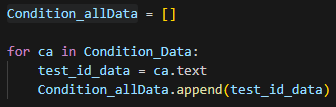 Condition_allData = []
for ca in Condition_Data:
    test_id_data = ca.text
    Condition_allData.append(test_id_data)